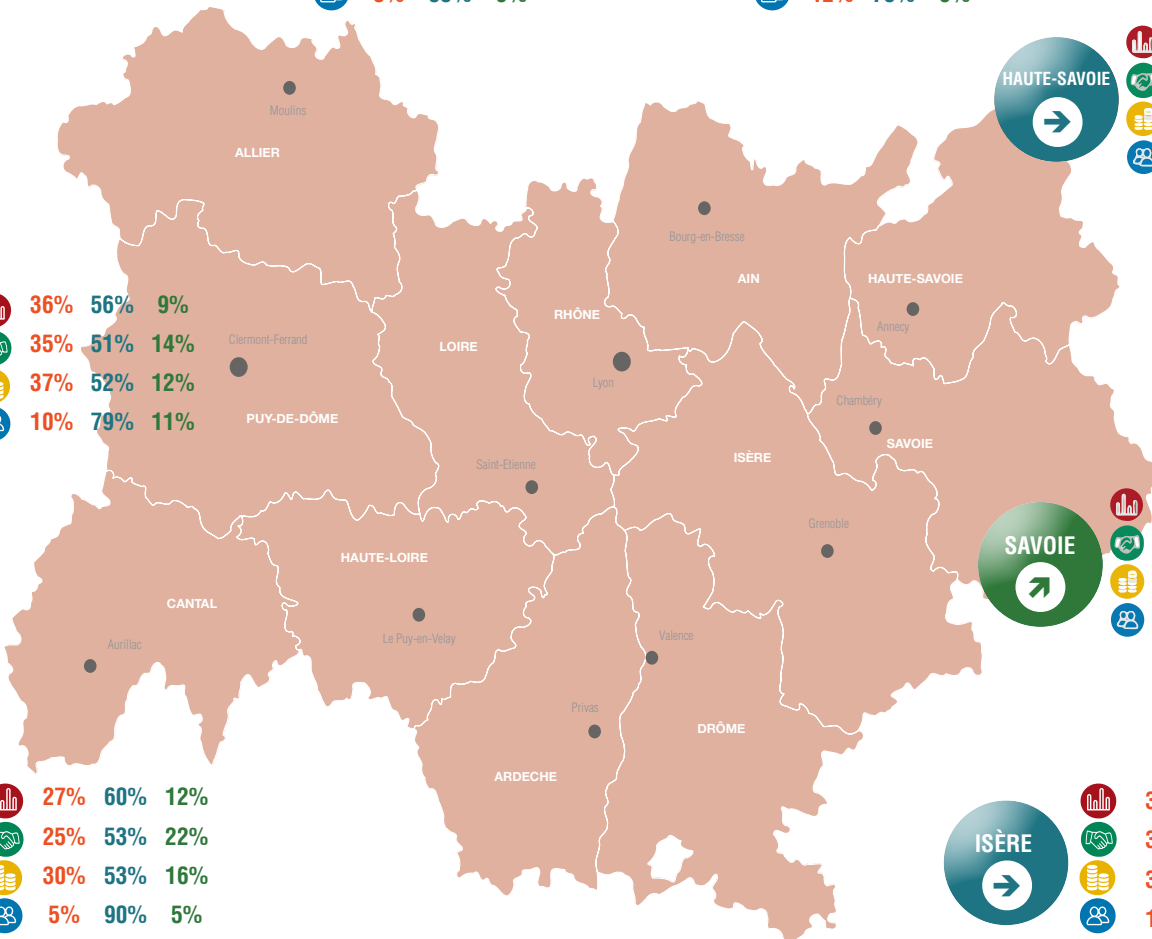 HAUTE-SAVOIE
Moulins
ALLIER
Bourg-en-Bresse
AIN
HAUTE-SAVOIE
36% 56% 9%
RHÔNE
Annecy
35% 51% 14%
Clermont-Ferrand
LOIRE
37% 52% 12%
Lyon
Chambéry
10% 79% 11%
PUY-DE-DÔME
SAVOIE
ISÈRE
Saint-Etienne
Grenoble
SAVOIE
HAUTE-LOIRE
CANTAL
Le Puy-en-Velay
Valence
Aurillac
Privas
DRÔME
ARDECHE
27% 60% 12%
25% 53% 22%
ISÈRE
30% 53% 16%
5% 90% 5%